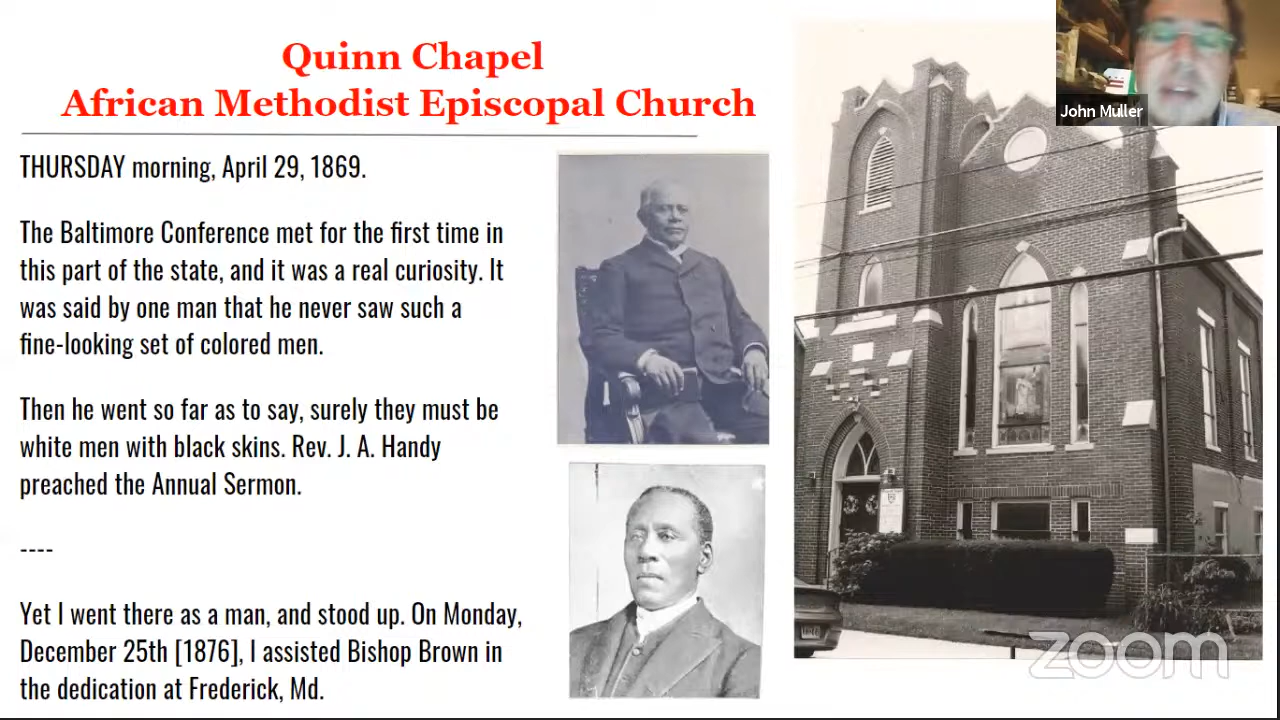 Quinn Chapel
African Methodist Episcopal Church
THURSDAY morning, April 29, 1869.
The Baltimore Conference met for the first time in
this part of the state, and it was a real curiosity. It
was said by one man that he never saw such a
fine-looking set of colored men.
Then he went so far as to say, surely they must be
white men with black skins. Rev. J. A. Handy
preached the Annual Sermon.
----
Yet I went there as a man, and stood up. On Monday,
December 25th [1876], I assisted Bishop Brown in
the dedication at Frederick, Md.
John Muller
zoom